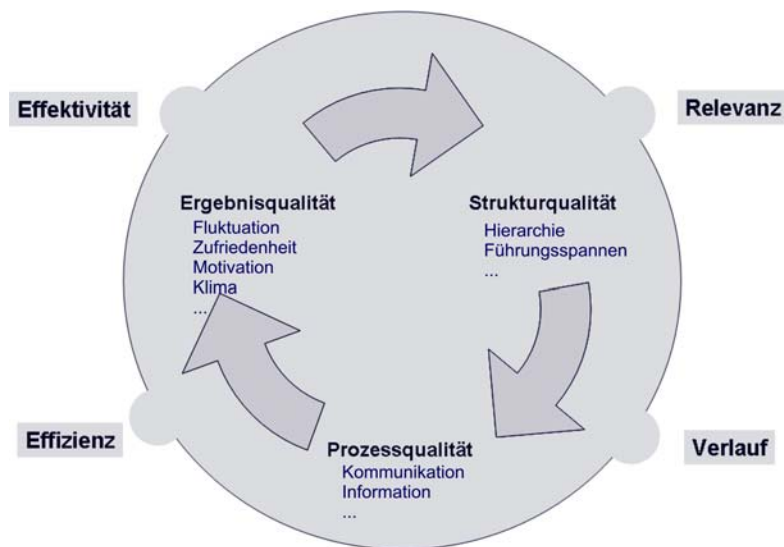 Effektivität
Relevanz
Ergebnisqualität
Fluktuation
Zufriedenheit
Motivation
Klima
...
Strukturqualität
Hierarchie
Führungsspannen
...
Effizienz
Prozessqualität
Kommunikation
Information
...
Verlauf